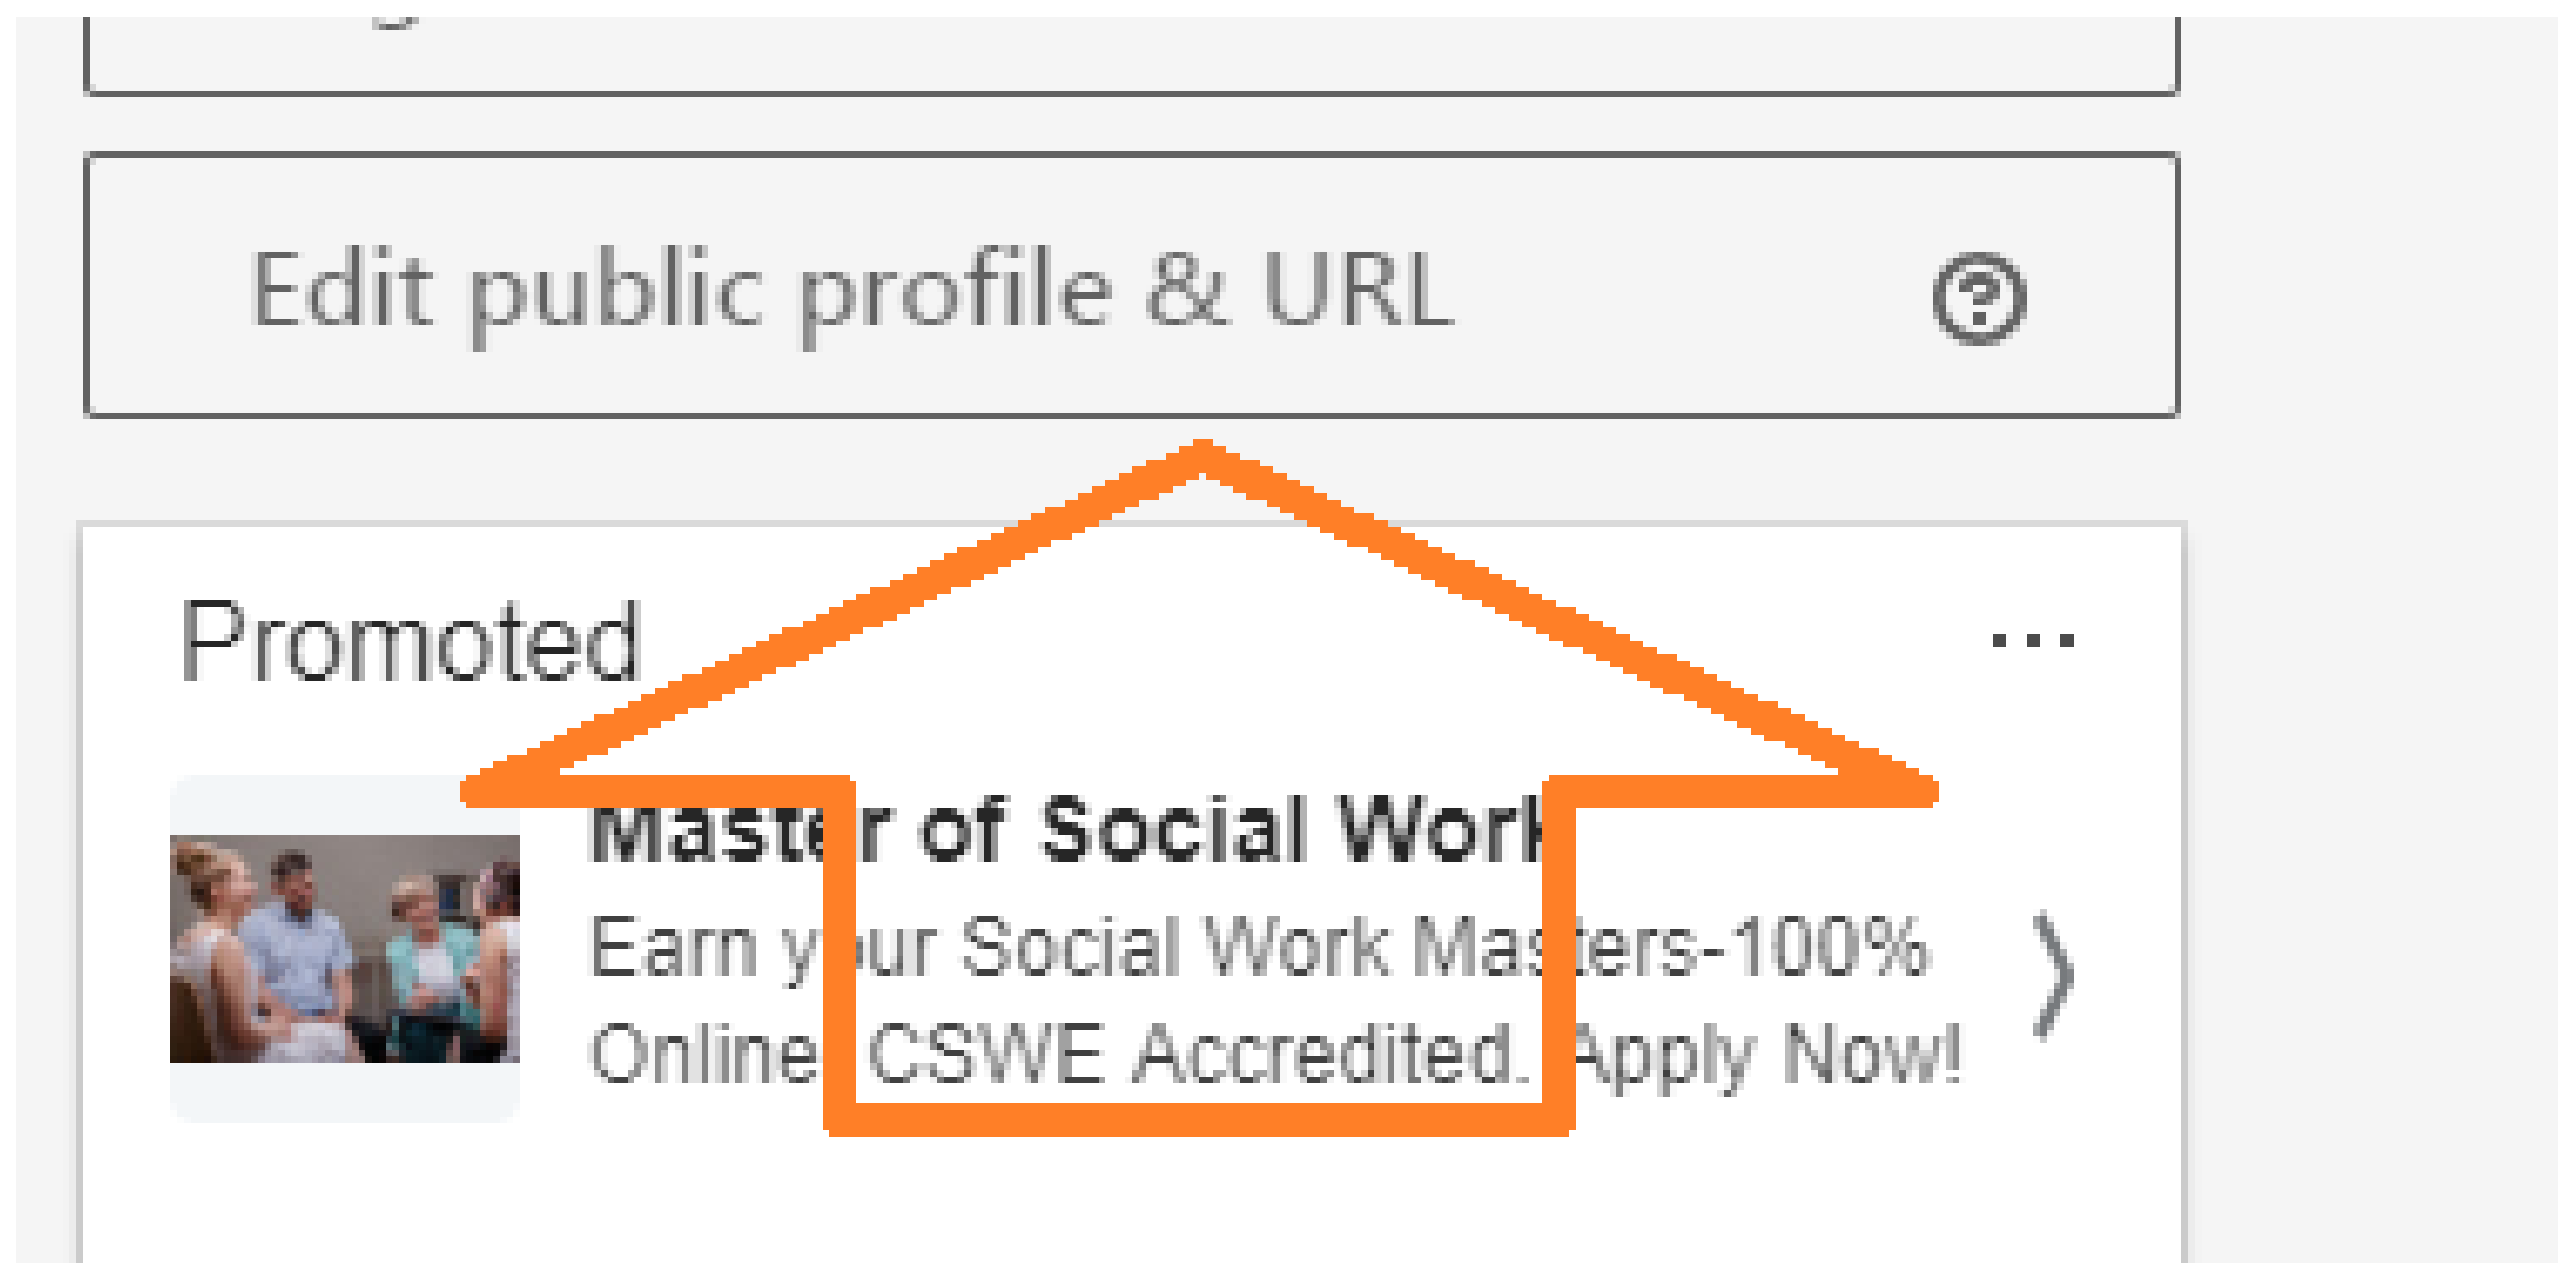 Edit public profile & URL
Promoted
Master of Social Work
Earn your Social Work Masters-100%
Online. CSWE Accredited. Apply Now!